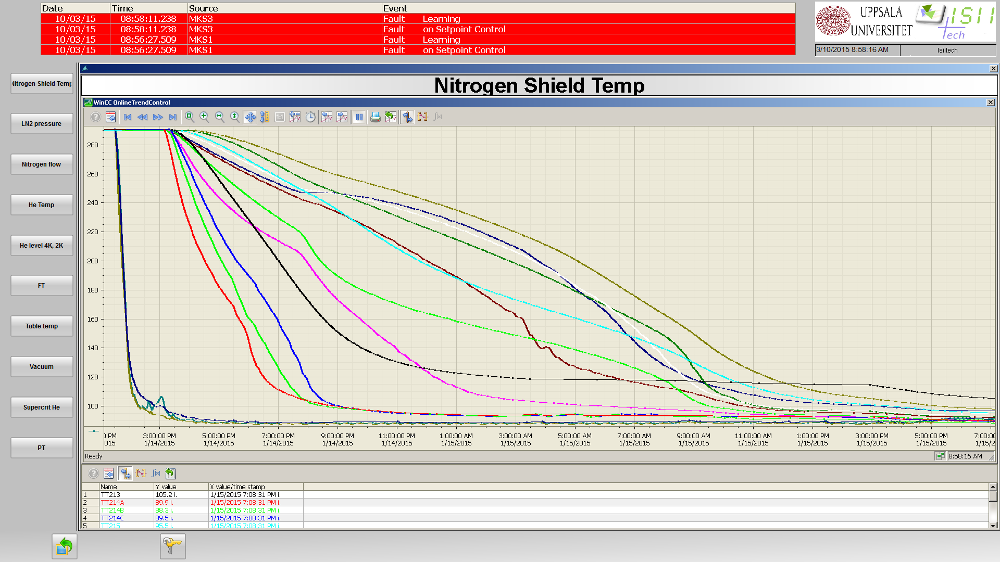 Date Time Source Event
10/03/15 08:58:11.238 MKS3 Fault Learning
10/03/15 08:58:11.238 MKS3 Fault on Setpoint Control
10/03/15 08:56:27.509 MKS1 Fault Learning
10/03/15 08:56:27.509 MKS1 Fault on Setpoint Control
UPPSALA
UNIVERSITET
ISII
Tech
3/10/2015 8:58:16 AM Isiitech
Nitrogen Shield Temp
LN2 pressure
Nitrogen flow
He Temp
He level 4K, 2K
FT
Table temp
Vacuum
Supercrit He
PT
Nitrogen Shield Temp
WinCC OnlineTrendControl
1:1
280
260
240
220
200
180
160
140
120
100
0 PM 3:00:00 PM 5:00:00 PM 7:00:00 PM 9:00:00 PM 11:00:00 PM 1:00:00 AM 3:00:00 AM 5:00:00 AM 7:00:00 AM 9:00:00 AM 11:00:00 AM 1:00:00 PM 3:00:00 PM 5:00:00 PM 7:00:00
015 1/14/2015 1/14/2015 1/14/2015 1/14/2015 1/14/2015 1/15/2015 1/15/2015 1/15/2015 1/15/2015 1/15/2015 1/15/2015 1/15/2015 1/15/2015 1/15/2015 1/15/2
Ready 8:58:16 AM
Name Y value X value/time stamp
1 TT213 105.2 i. 1/15/2015 7:08:31 PM i.
2 TT214A 89.9 i. 1/15/2015 7:08:31 PM i.
3 TT214B 88.3 i. 1/15/2015 7:08:31 PM i.
4 TT214C 89.5 i. 1/15/2015 7:08:31 PM i.
5 TT215 95.5 i. 1/15/2015 7:08:31 PM i.